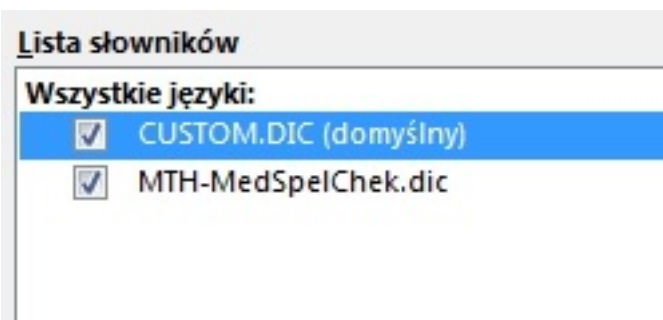 Lista słowników
Wszystkie języki:
CUSTOM.DIC (domyślny)
MTH-MedSpelChek.dic